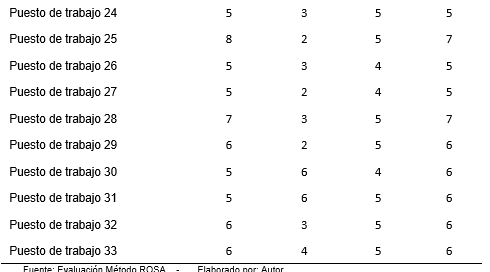 Puesto de trabajo 24 5 3 5 5
Puesto de trabajo 25 8 2 5 7
Puesto de trabajo 26 5 3 4 5
Puesto de trabajo 27 5 2 4 5
Puesto de trabajo 28 7 3 5 7
Puesto de trabajo 29 6 2 5 6
Puesto de trabajo 30 5 6 4 6
Puesto de trabajo 31 5 6 5 6
Puesto de trabajo 32 6 3 5 6
Puesto de trabajo 33 6 4 5 6
Fuente: Evaluación Método ROSA - Elaborado por: Autor